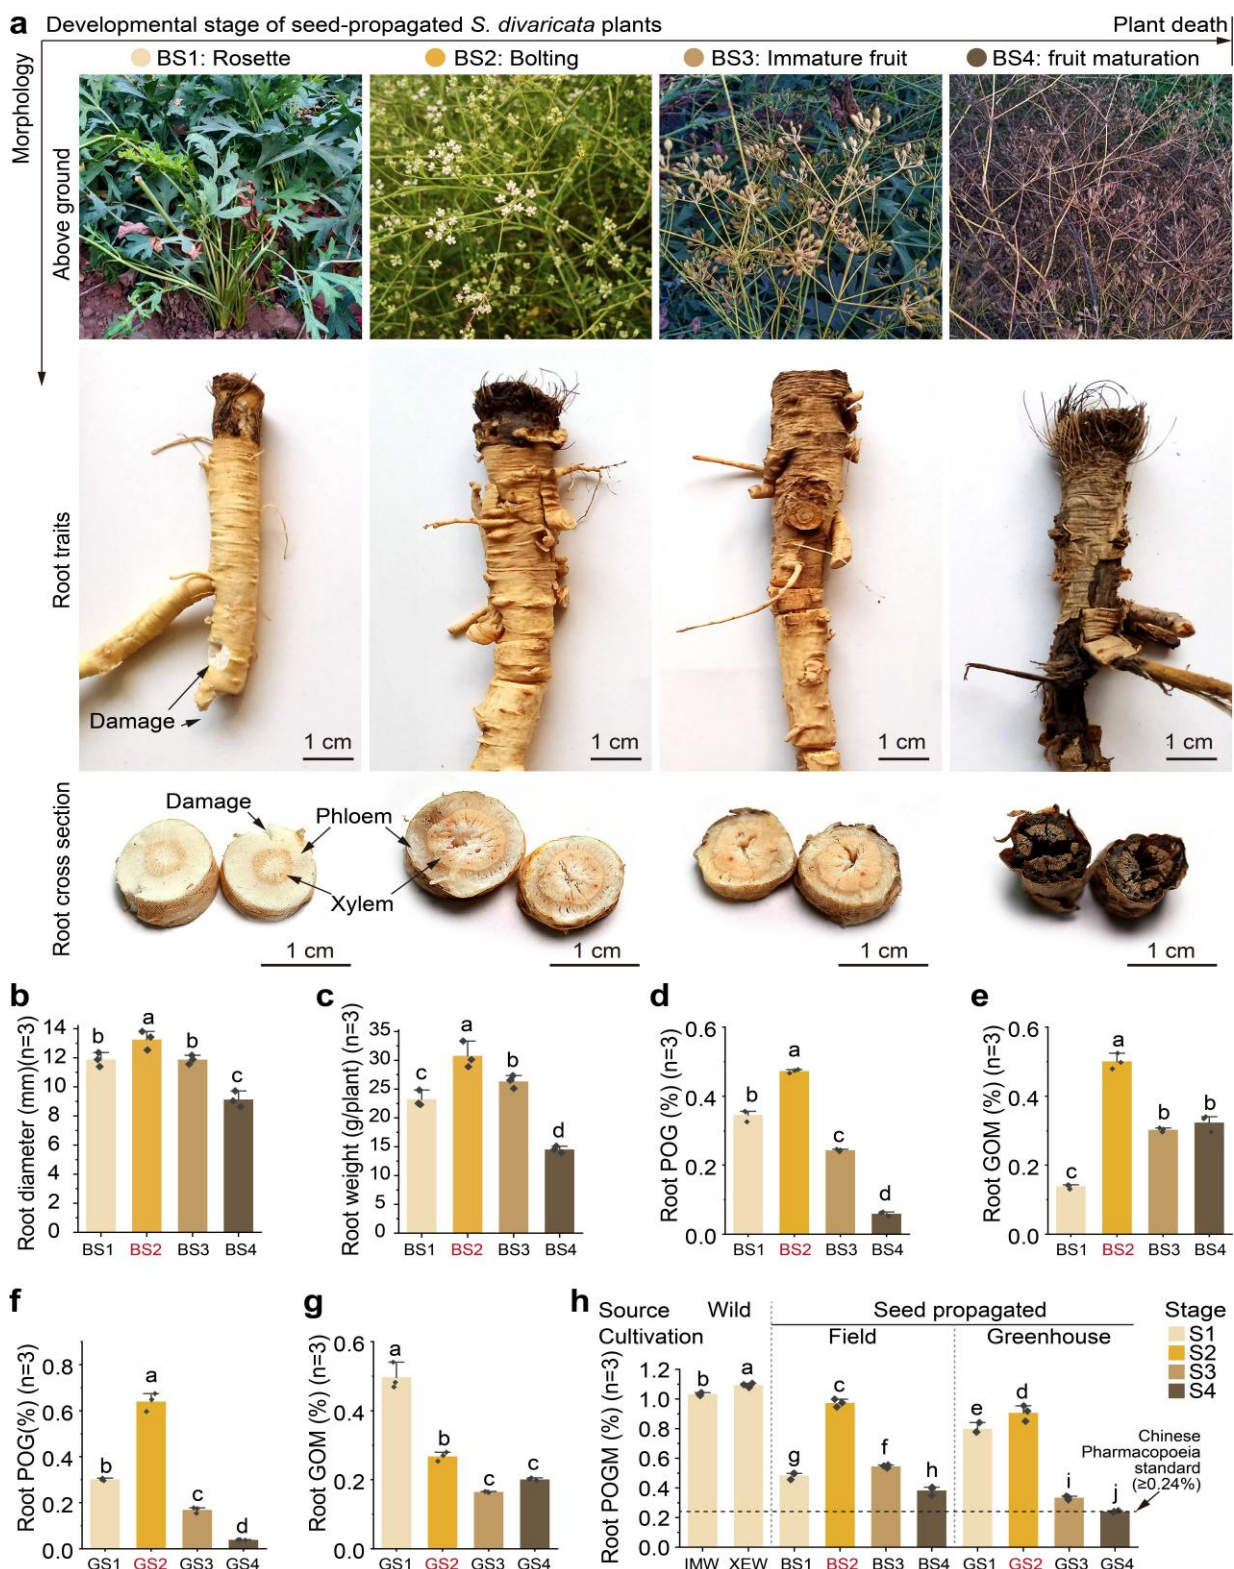 a Developmental stage of seed-propagated S. divaricata plants Plant death
Morphology
BS1: Rosette BS2: Bolting BS3: Immature fruit BS4: fruit maturation
Above ground
Root traits
Damage
1 cm 1 cm 1 cm 1 cm
Root cross section
Damage
Phloem
Xylem
1 cm 1 cm 1 cm 1 cm
b
Root diameter (mm)(n=3)
14
12
10
8
6
4
2
0
b a b c
BS1 BS2 BS3 BS4
c
Root weight (g/plant) (n=3)
35
30
25
20
15
10
5
0
c a b d
BS1 BS2 BS3 BS4
d
Root POG (%) (n=3)
0.6
0.4
0.2
0.0
b a c d
BS1 BS2 BS3 BS4
e
Root GOM (%) (n=3)
0.6
0.4
0.2
0.0
c a b b
BS1 BS2 BS3 BS4
f
Root POG(%) (n=3)
0.8
0.6
0.4
0.2
0.0
b a c d
GS1 GS2 GS3 GS4
g
Root GOM (%) (n=3)
0.6
0.4
0.2
0.0
a b c c
GS1 GS2 GS3 GS4
h
Source Wild Seed propagated
Cultivation Field Greenhouse
Stage
S1
S2
S3
S4
Root POGM (%) (n=3)
1.2
1.0
0.8
0.6
0.4
0.2
0.0
b a g c f h e d i j
Chinese
Pharmacopoeia
standard
(≥0.24%)
IMW XEW BS1 BS2 BS3 BS4 GS1 GS2 GS3 GS4